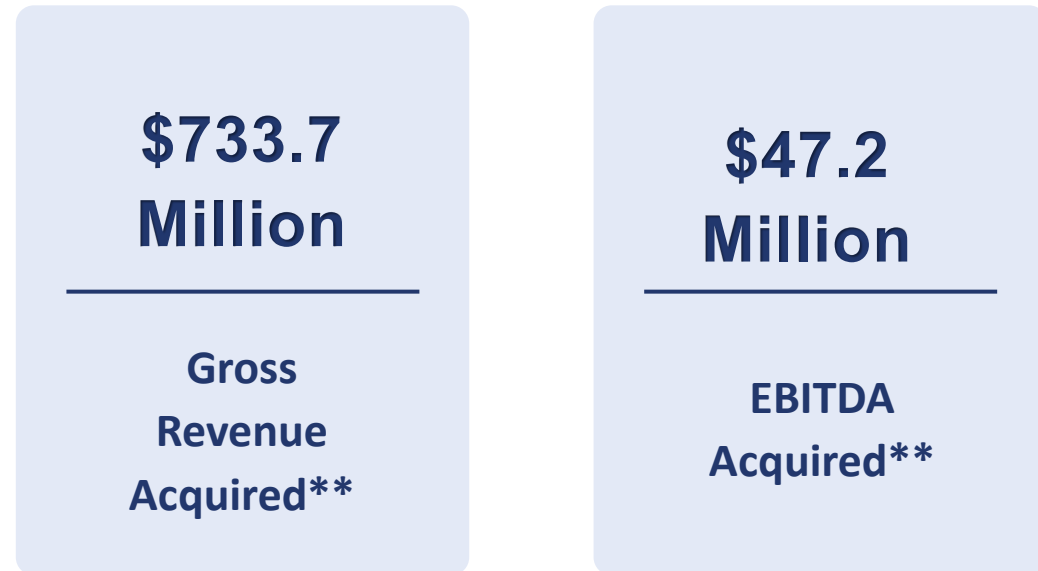 $733.7
Million
Gross
Revenue
Acquired**
$47.2
Million
EBITDA
Acquired**